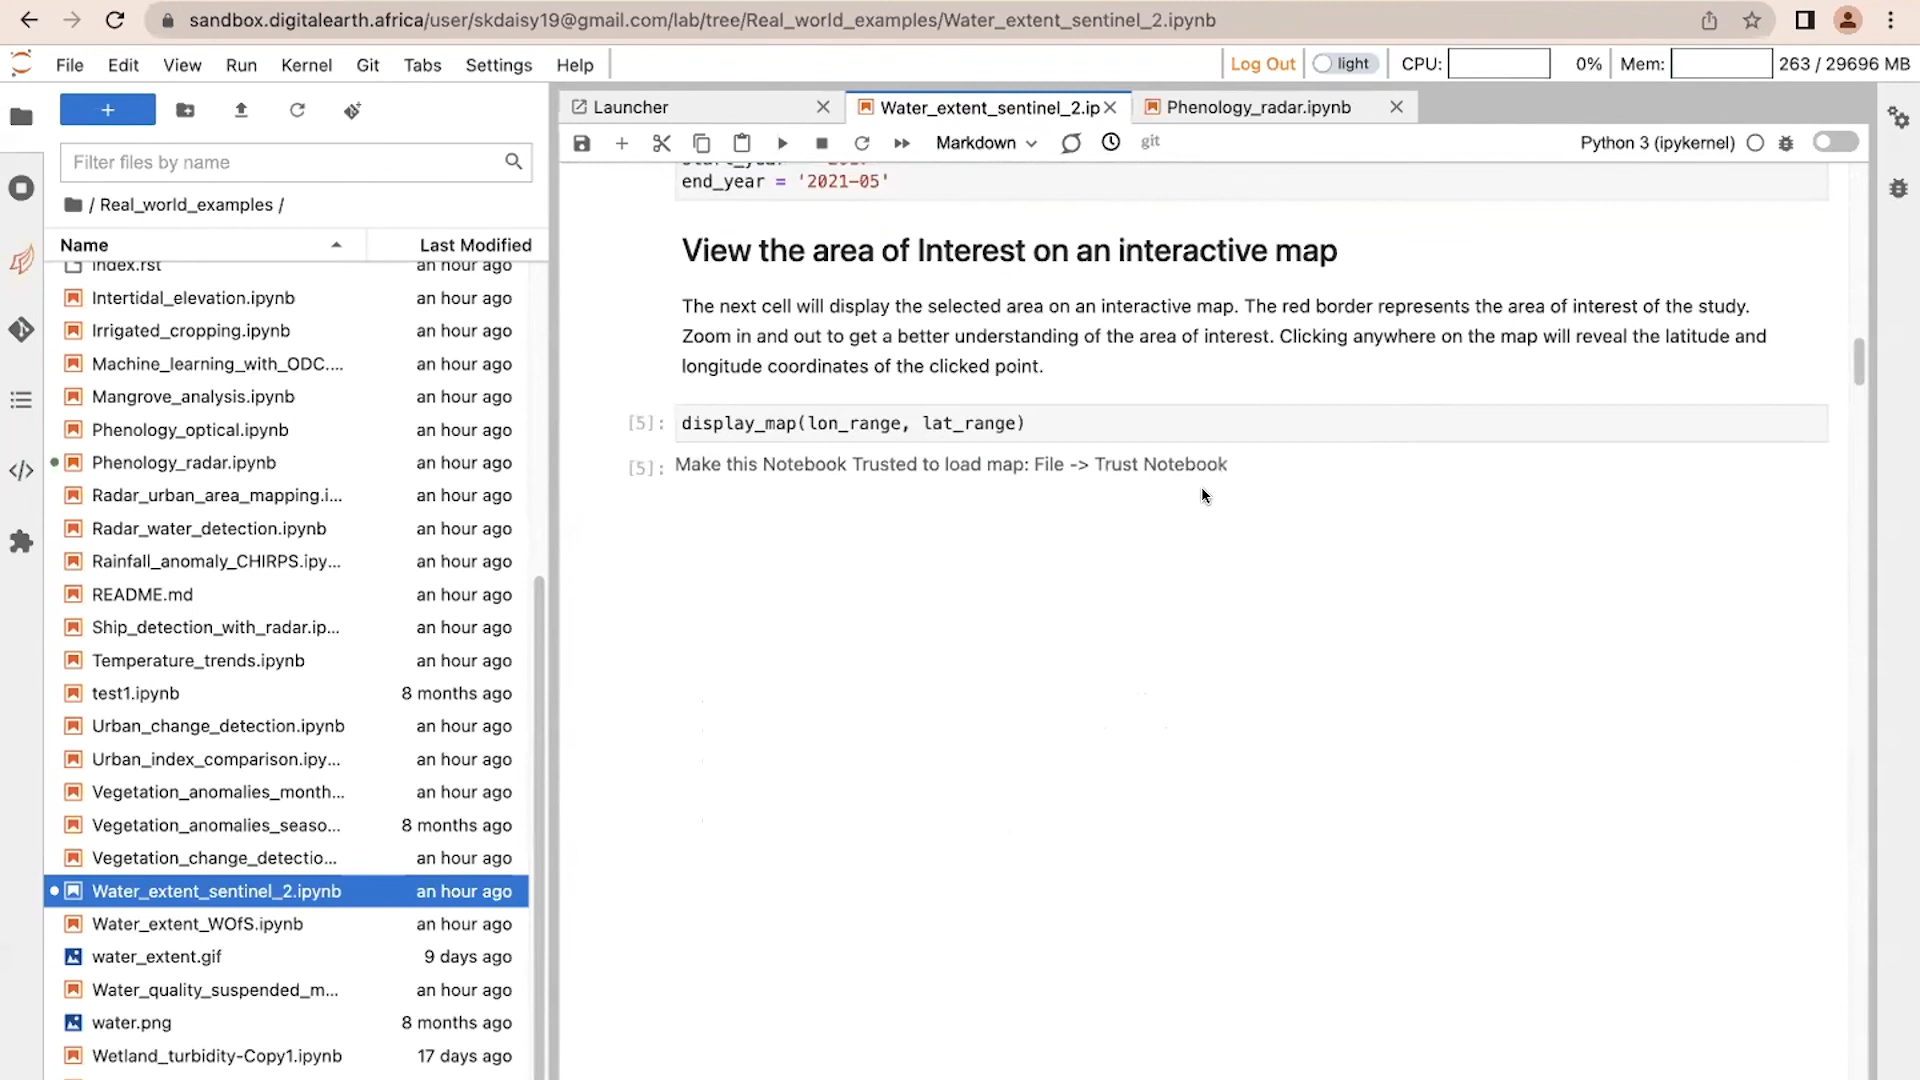 sandbox.digitalearth.africa/user/skdaisy19@gmail.com/lab/tree/Real_world_examples/Water_extent_sentinel_2.ipynb
File Edit View Run Kernel Git Tabs Settings Help
Log Out light CPU: 0% Mem: 263 / 29696 MB
+
Filter files by name
/ Real_world_examples /
Name Last Modified
index.rst an hour ago
Intertidal_elevation.ipynb an hour ago
Irrigated_cropping.ipynb an hour ago
Machine_learning_with_ODC.... an hour ago
Mangrove_analysis.ipynb an hour ago
Phenology_optical.ipynb an hour ago
Phenology_radar.ipynb an hour ago
Radar_urban_area_mapping.i... an hour ago
Radar_water_detection.ipynb an hour ago
Rainfall_anomaly_CHIRPS.ipy... an hour ago
README.md an hour ago
Ship_detection_with_radar.ip... an hour ago
Temperature_trends.ipynb an hour ago
test1.ipynb 8 months ago
Urban_change_detection.ipynb an hour ago
Urban_index_comparison.ipy... an hour ago
Vegetation_anomalies_month... an hour ago
Vegetation_anomalies_seaso... 8 months ago
Vegetation_change_detectio... an hour ago
Water_extent_sentinel_2.ipynb an hour ago
Water_extent_WOfS.ipynb an hour ago
water_extent.gif 9 days ago
Water_quality_suspended_m... an hour ago
water.png 8 months ago
Wetland_turbidity-Copy1.ipynb 17 days ago
Launcher
Water_extent_sentinel_2.ip
Phenology_radar.ipynb
Markdown git Python 3 (ipykernel)
end_year = '2021-05'
View the area of Interest on an interactive map
The next cell will display the selected area on an interactive map. The red border represents the area of interest of the study.
Zoom in and out to get a better understanding of the area of interest. Clicking anywhere on the map will reveal the latitude and
longitude coordinates of the clicked point.
[5]: display_map(lon_range, lat_range)
[5]: Make this Notebook Trusted to load map: File -> Trust Notebook